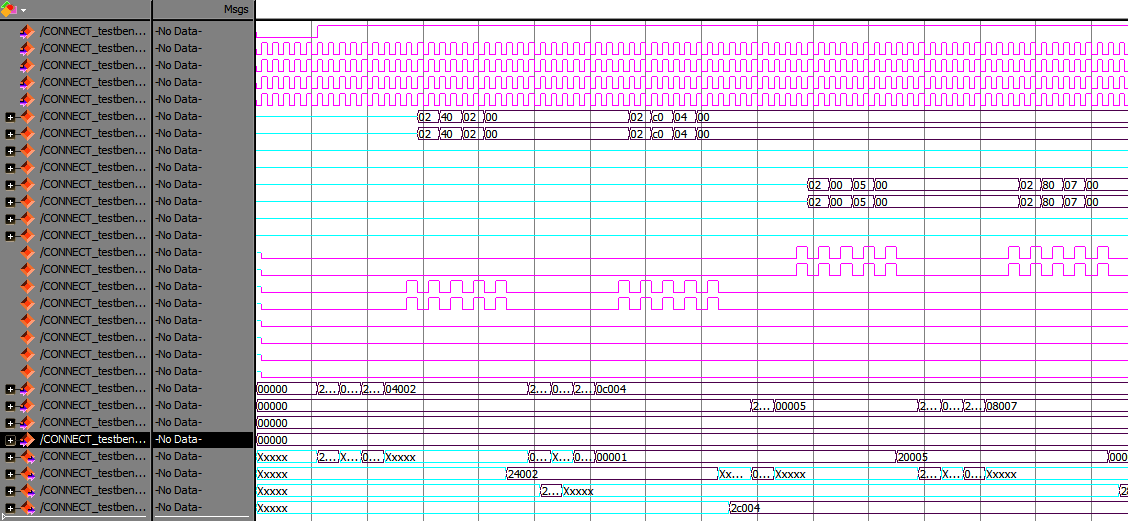 Msgs
/CONNECT_testben... -No Data-
/CONNECT_testben... -No Data-
/CONNECT_testben... -No Data-
/CONNECT_testben... -No Data-
/CONNECT_testben... -No Data-
/CONNECT_testben... -No Data- 02 40 02 00 02 c0 04 00
/CONNECT_testben... -No Data- 02 40 02 00 02 c0 04 00
/CONNECT_testben... -No Data-
/CONNECT_testben... -No Data-
/CONNECT_testben... -No Data- 02 00 05 00 02 80 07 00
/CONNECT_testben... -No Data- 02 00 05 00 02 80 07 00
/CONNECT_testben... -No Data-
/CONNECT_testben... -No Data-
/CONNECT_testben... -No Data-
/CONNECT_testben... -No Data-
/CONNECT_testben... -No Data-
/CONNECT_testben... -No Data-
/CONNECT_testben... -No Data-
/CONNECT_testben... -No Data-
/CONNECT_testben... -No Data-
/CONNECT_testben... -No Data-
/CONNECT_testben... -No Data- 00000 2... 0... 2... 04002 2... 0... 2... 0c004
/CONNECT_testben... -No Data- 00000 2... 00005 2... 0... 2... 08007
/CONNECT_testben... -No Data- 00000
/CONNECT_testben... -No Data- 00000
/CONNECT_testben... -No Data- Xxxxx 2... X... 0... Xxxxx 0... X... 0... 00001 20005 000
/CONNECT_testben... -No Data- Xxxxx 24002 Xx... 0... Xxxxx 2... X... 0... Xxxxx
/CONNECT_testben... -No Data- Xxxxx 2... Xxxxx 28
/CONNECT_testben... -No Data- Xxxxx 2c004